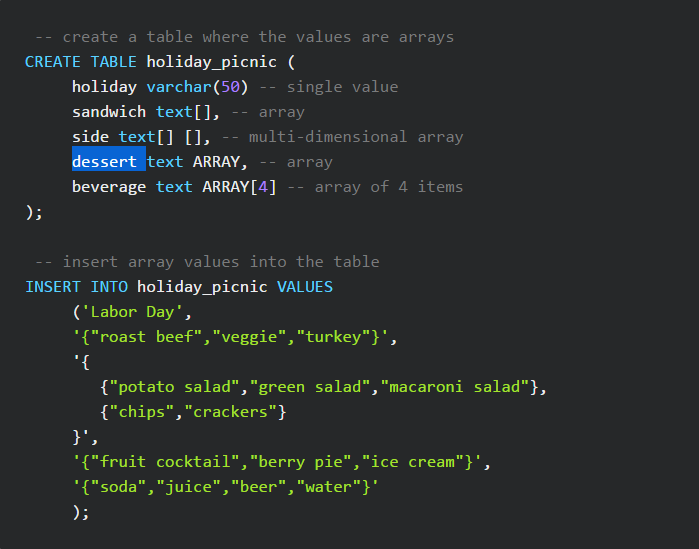 -- create a table where the values are arrays
CREATE TABLE holiday_picnic (
holiday varchar(50) -- single value
sandwich text[], -- array
side text[] [], -- multi-dimensional array
dessert text ARRAY, -- array
beverage text ARRAY[4] -- array of 4 items
);
-- insert array values into the table
INSERT INTO holiday_picnic VALUES
('Labor Day',
'{"roast beef","veggie","turkey"}',
'{
{"potato salad","green salad","macaroni salad"},
{"chips","crackers"}
}',
'{"fruit cocktail","berry pie","ice cream"}',
'{"soda","juice","beer","water"}'
);